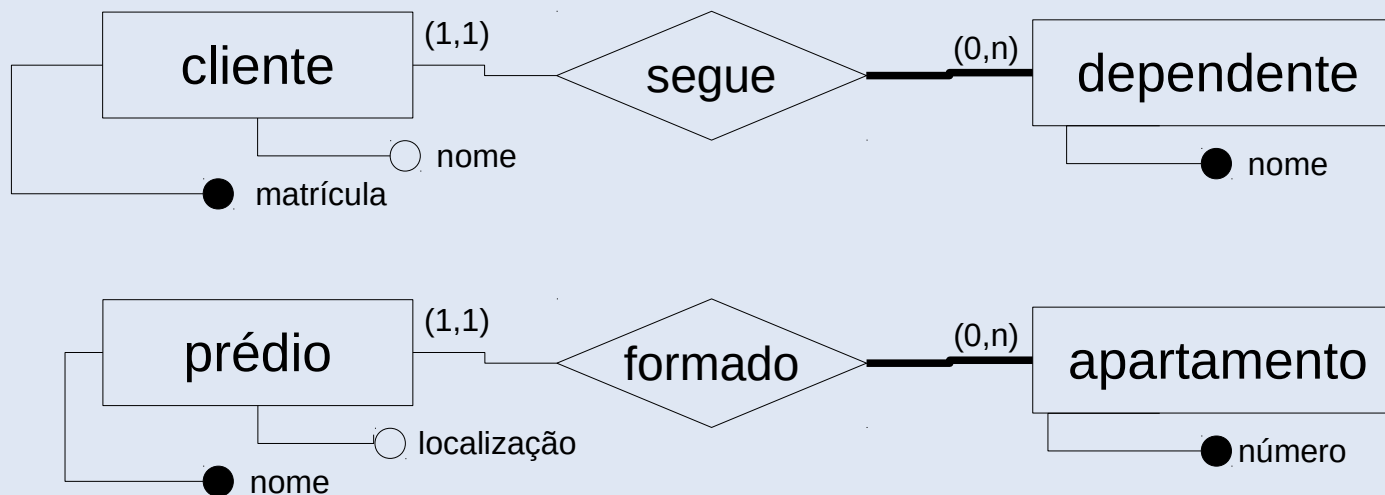 cliente (1,1) segue (0,n) dependente
nome
matrícula
nome
prédio (1,1) formado (0,n) apartamento
localização
nome
número